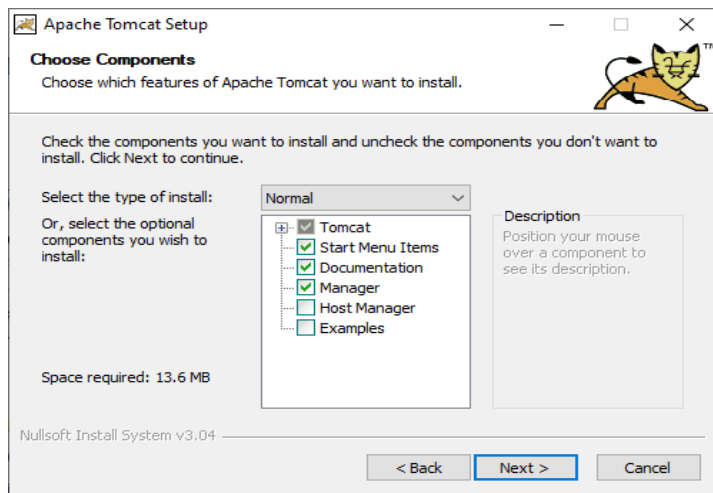 Apache Tomcat Setup
Choose Components
Choose which features of Apache Tomcat you want to install.
TM
Check the components you want to install and uncheck the components you don't want to
install. Click Next to continue.
Select the type of install:
Normal
Or, select the optional
components you wish to
install:
Tomcat
Start Menu Items
Documentation
Manager
Host Manager
Examples
Description
Position your mouse
over a component to
see its description.
Space required: 13.6 MB
Nullsoft Install System v3.04
< Back
Next >
Cancel